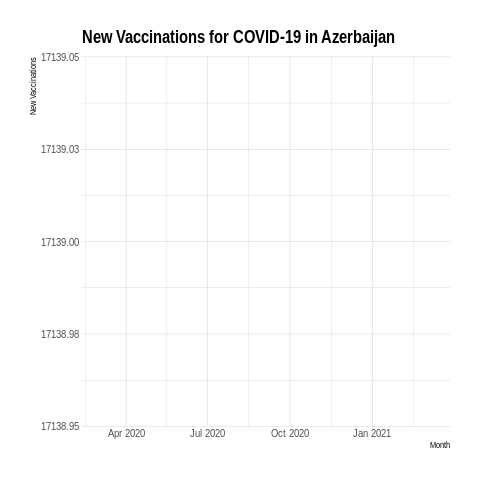 New Vaccinations for COVID-19 in Azerbaijan
New Vaccinations
17139.05
17139.03
17139.00
17138.98
17138.95
Apr 2020 Jul 2020 Oct 2020 Jan 2021
Month